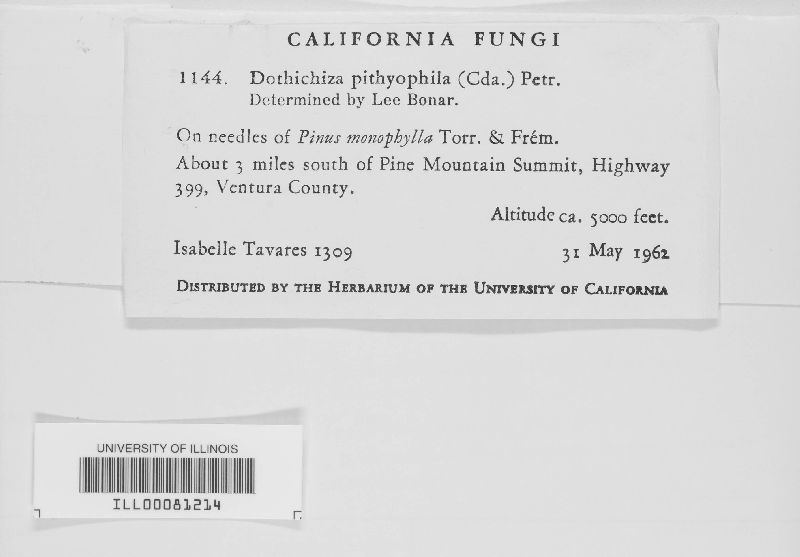 CALIFORNIA FUNGI
1144. Dothichiza pithyophila (Cda.) Petr.
Determined by Lee Bonar.
On needles of Pinus monophylla Torr. & Frém.
About 3 miles south of Pine Mountain Summit, Highway
399, Ventura County.
Altitude ca. 5000 feet.
Isabelle Tavares 1309 31 May 1962
DISTRIBUTED BY THE HERBARIUM OF THE UNIVERSITY OF CALIFORNIA
UNIVERSITY OF ILLINOIS
ILL00081214